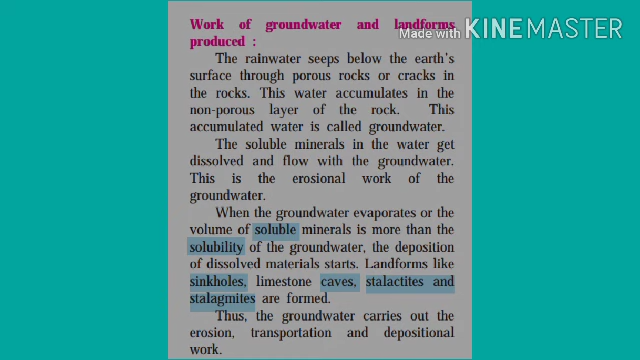 Made with KINEMASTER
Work of groundwater and landforms
produced :
The rainwater seeps below the earth's
surface through porous rocks or cracks in
the rocks. This water accumulates in the
non-porous layer of the rock. This
accumulated water is called groundwater.
The soluble minerals in the water get
dissolved and flow with the groundwater.
This is the erosional work of the
groundwater.
When the groundwater evaporates or the
volume of soluble minerals is more than the
solubility of the groundwater, the deposition
of dissolved materials starts. Landforms like
sinkholes, limestone caves, stalactites and
stalagmites are formed.
Thus, the groundwater carries out the
erosion, transportation and depositional
work.